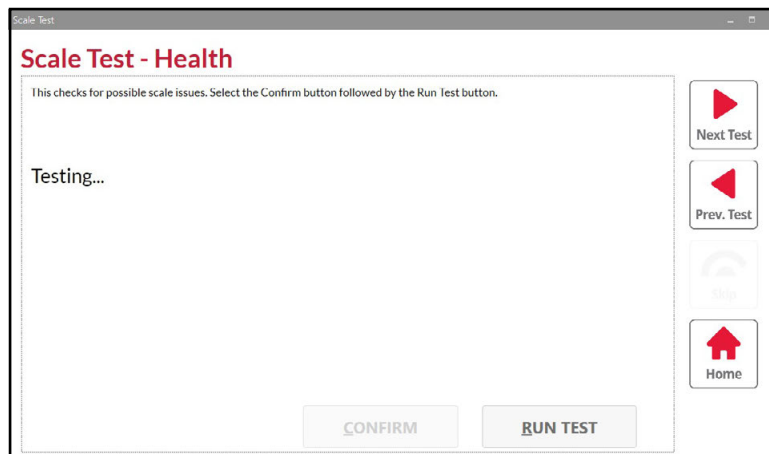 Scale Test
Scale Test - Health
This checks for possible scale issues. Select the Confirm button followed by the Run Test button.
Testing...
CONFIRM
RUN TEST
Next Test
Prev. Test
Skip
Home